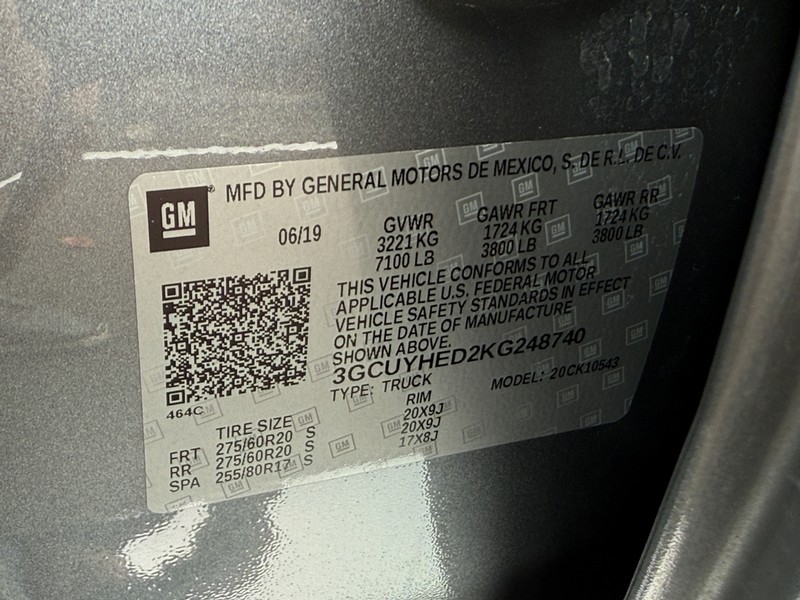 GM
MFD BY GENERAL MOTORS DE MEXICO, S. DE R.L. DE C.V.
06/19
GVWR GAWR FRT GAWR RR
3221 KG 1724 KG 1724 KG
7100 LB 3800 LB 3800 LB
THIS VEHICLE CONFORMS TO ALL
APPLICABLE U.S. FEDERAL MOTOR
VEHICLE SAFETY STANDARDS IN EFFECT
ON THE DATE OF MANUFACTURE
SHOWN ABOVE.
3GCUYHED2KG248740
TYPE: TRUCK MODEL: 20CK10543
464C
TIRE SIZE RIM
FRT 275/60R20 S 20X9J
RR 275/60R20 S 20X9J
SPA 255/80R17 S 17X8J